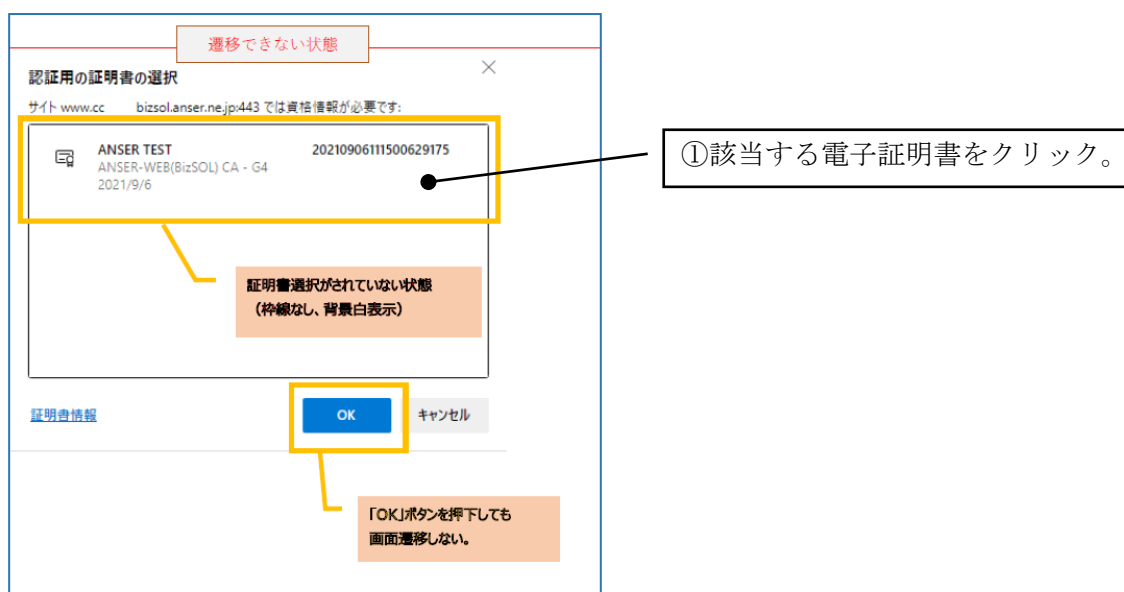 遷移できない状態
認証用の証明書の選択
サイト www.cc bizsol.anser.ne.jp:443 では資格情報が必要です:
ANSER TEST 20210906111500629175
ANSER-WEB(BizSOL) CA - G4
2021/9/6
①該当する電子証明書をクリック。
証明書選択がされていない状態
（枠線なし、背景白表示）
証明書情報 OK キャンセル
「OK」ボタンを押下しても
画面遷移しない。